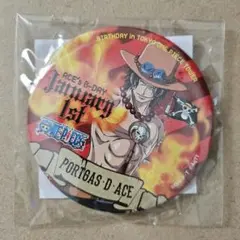 BIRTHDAY in TOKYO ONE PIECE TOWER
ACE's B-DAY
January
1st
ONE PIECE
PORTGAS・D・ACE